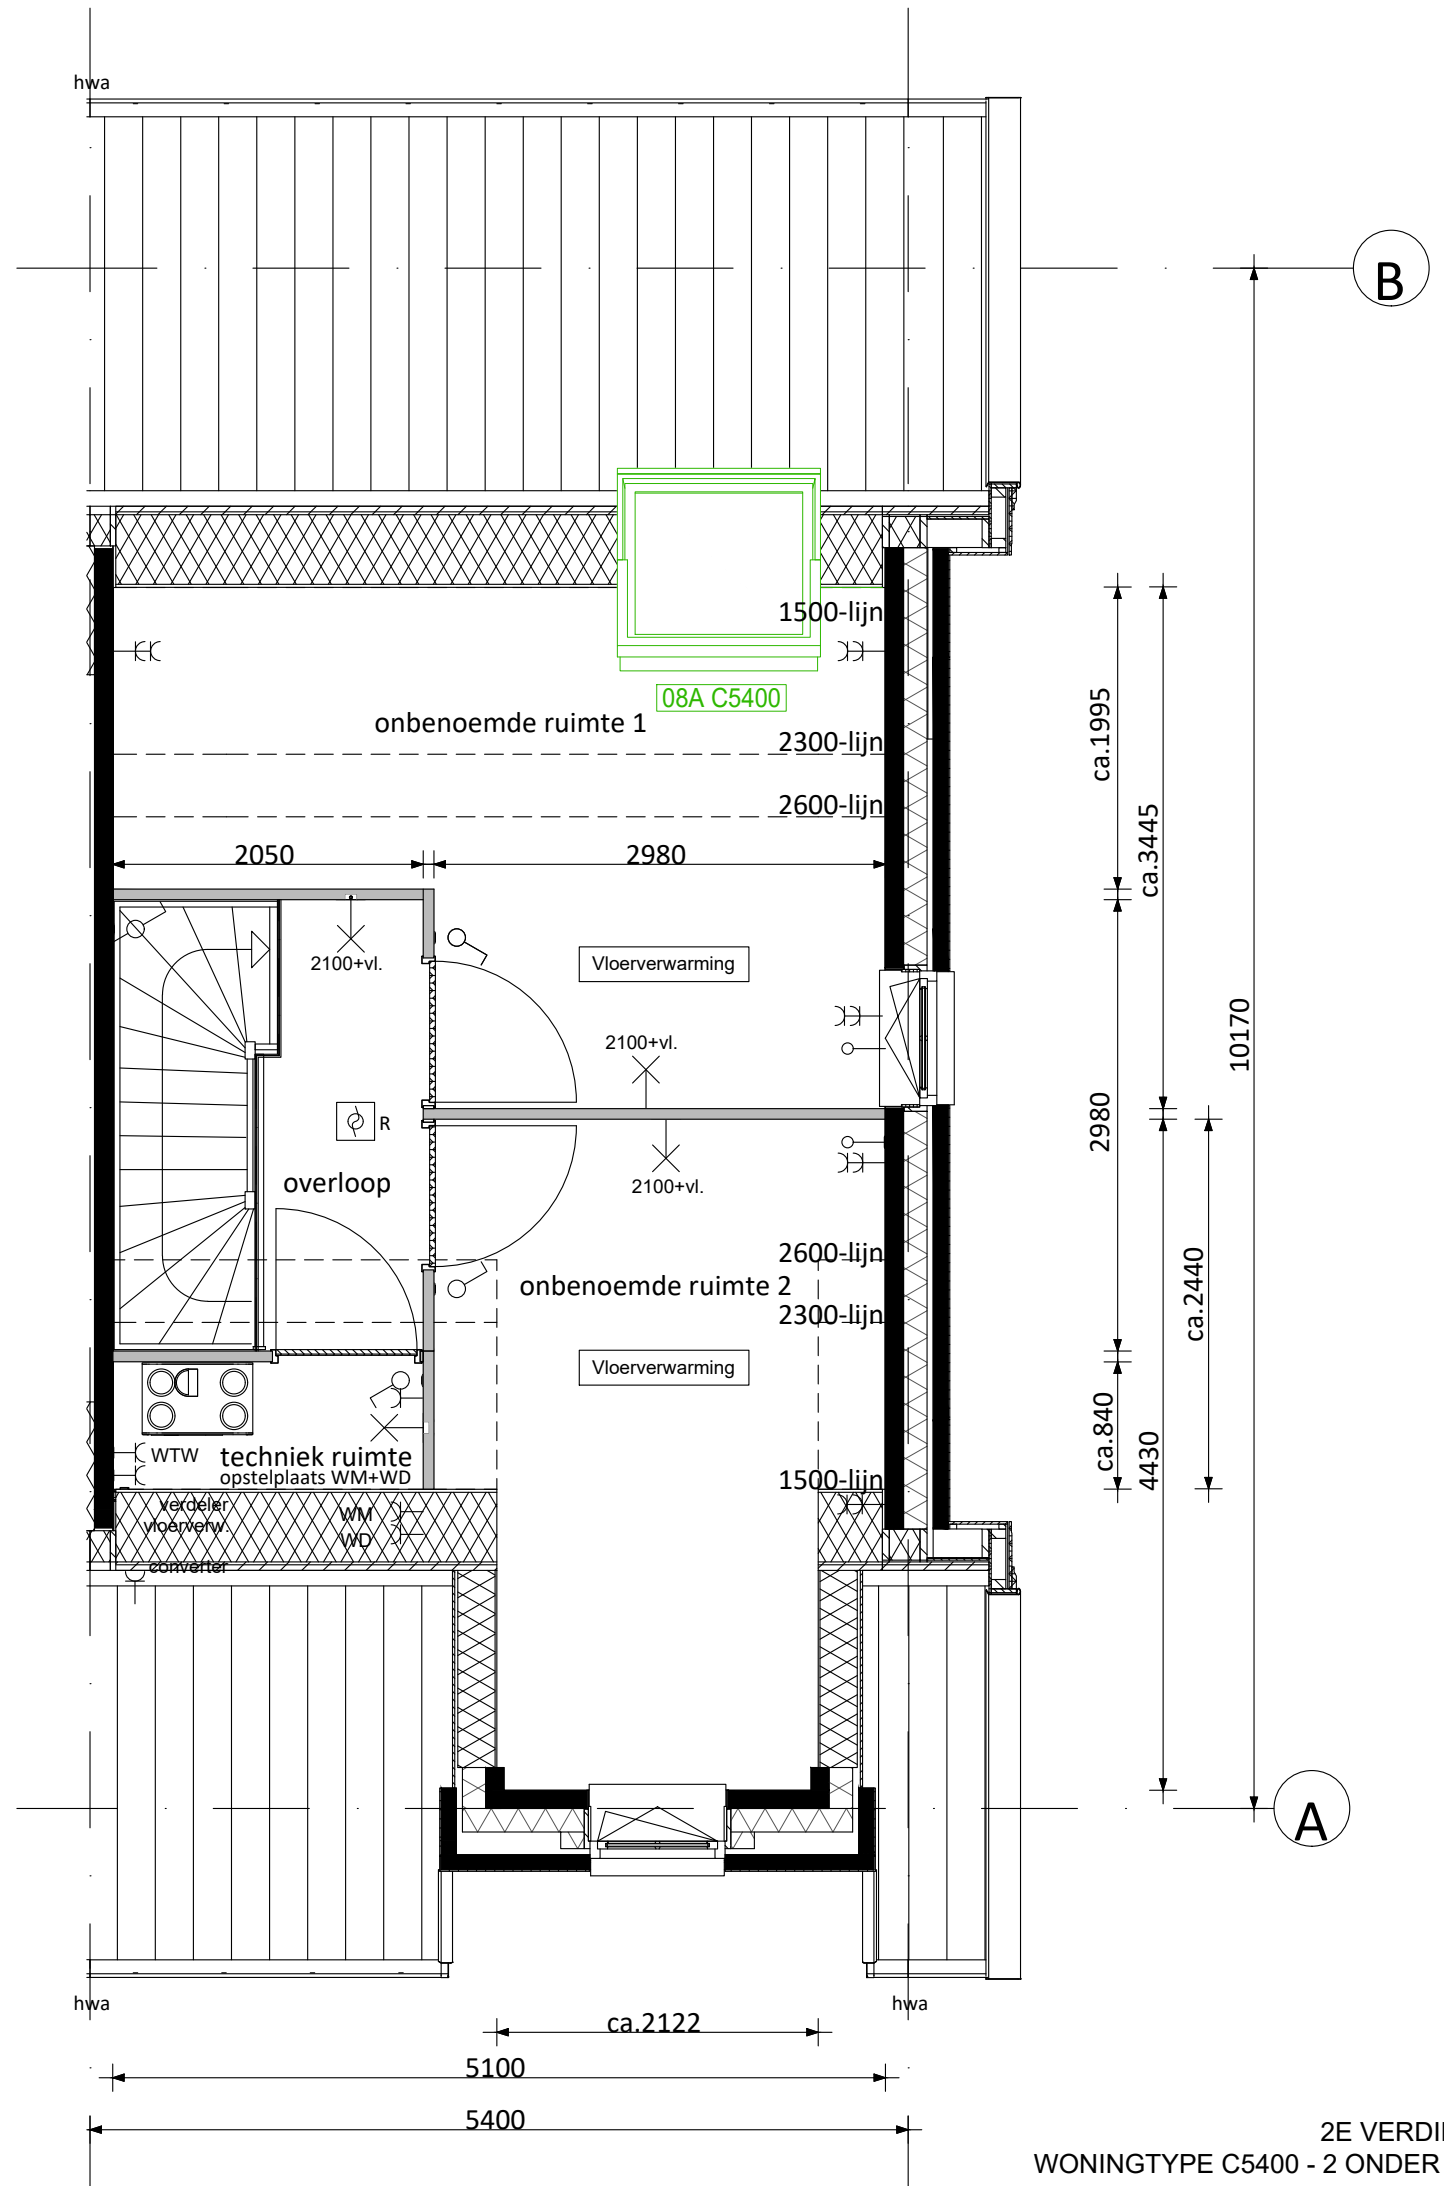 hwa
B
1500-lijn
08A C5400
onbenoemde ruimte 1
2300-lijn
2600-lijn
ca.1995
ca.3445
2050
2980
2100+vl.
Vloerverwarming
2100+vl.
10170
R
2980
overloop
2100+vl.
2600-lijn
onbenoemde ruimte 2
2300-lijn
ca.2440
Vloerverwarming
ca.840
4430
WTW
techniek ruimte
opstelplaats WM+WD
1500-lijn
verdeler
vloerverw.
WM
WD
converter
A
hwa
hwa
ca.2122
5100
5400
2E VERDI
WONINGTYPE C5400 - 2 ONDER